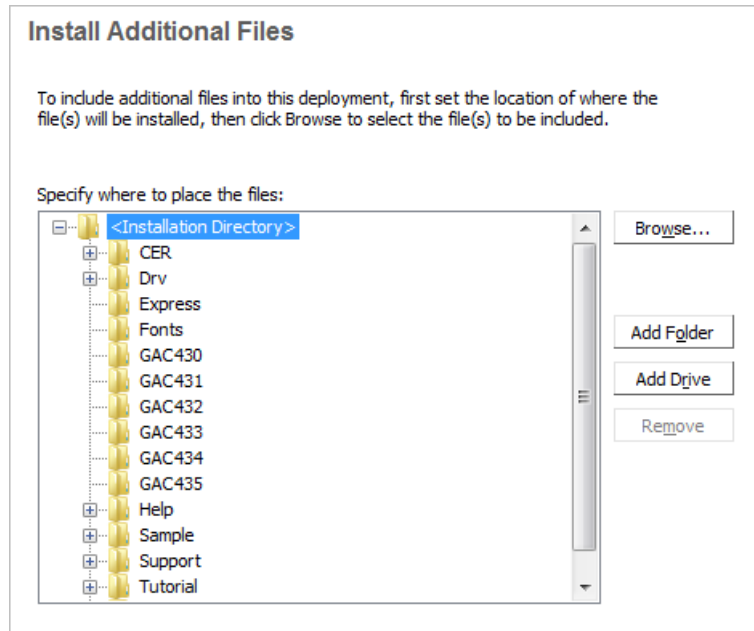 Install Additional Files
To include additional files into this deployment, first set the location of where the
file(s) will be installed, then click Browse to select the file(s) to be included.
Specify where to place the files:
<Installation Directory>
Browse...
CER
Drv
Express
Fonts
Add Folder
GAC430
GAC431
Add Drive
GAC432
GAC433
Remove
GAC434
GAC435
Help
Sample
Support
Tutorial